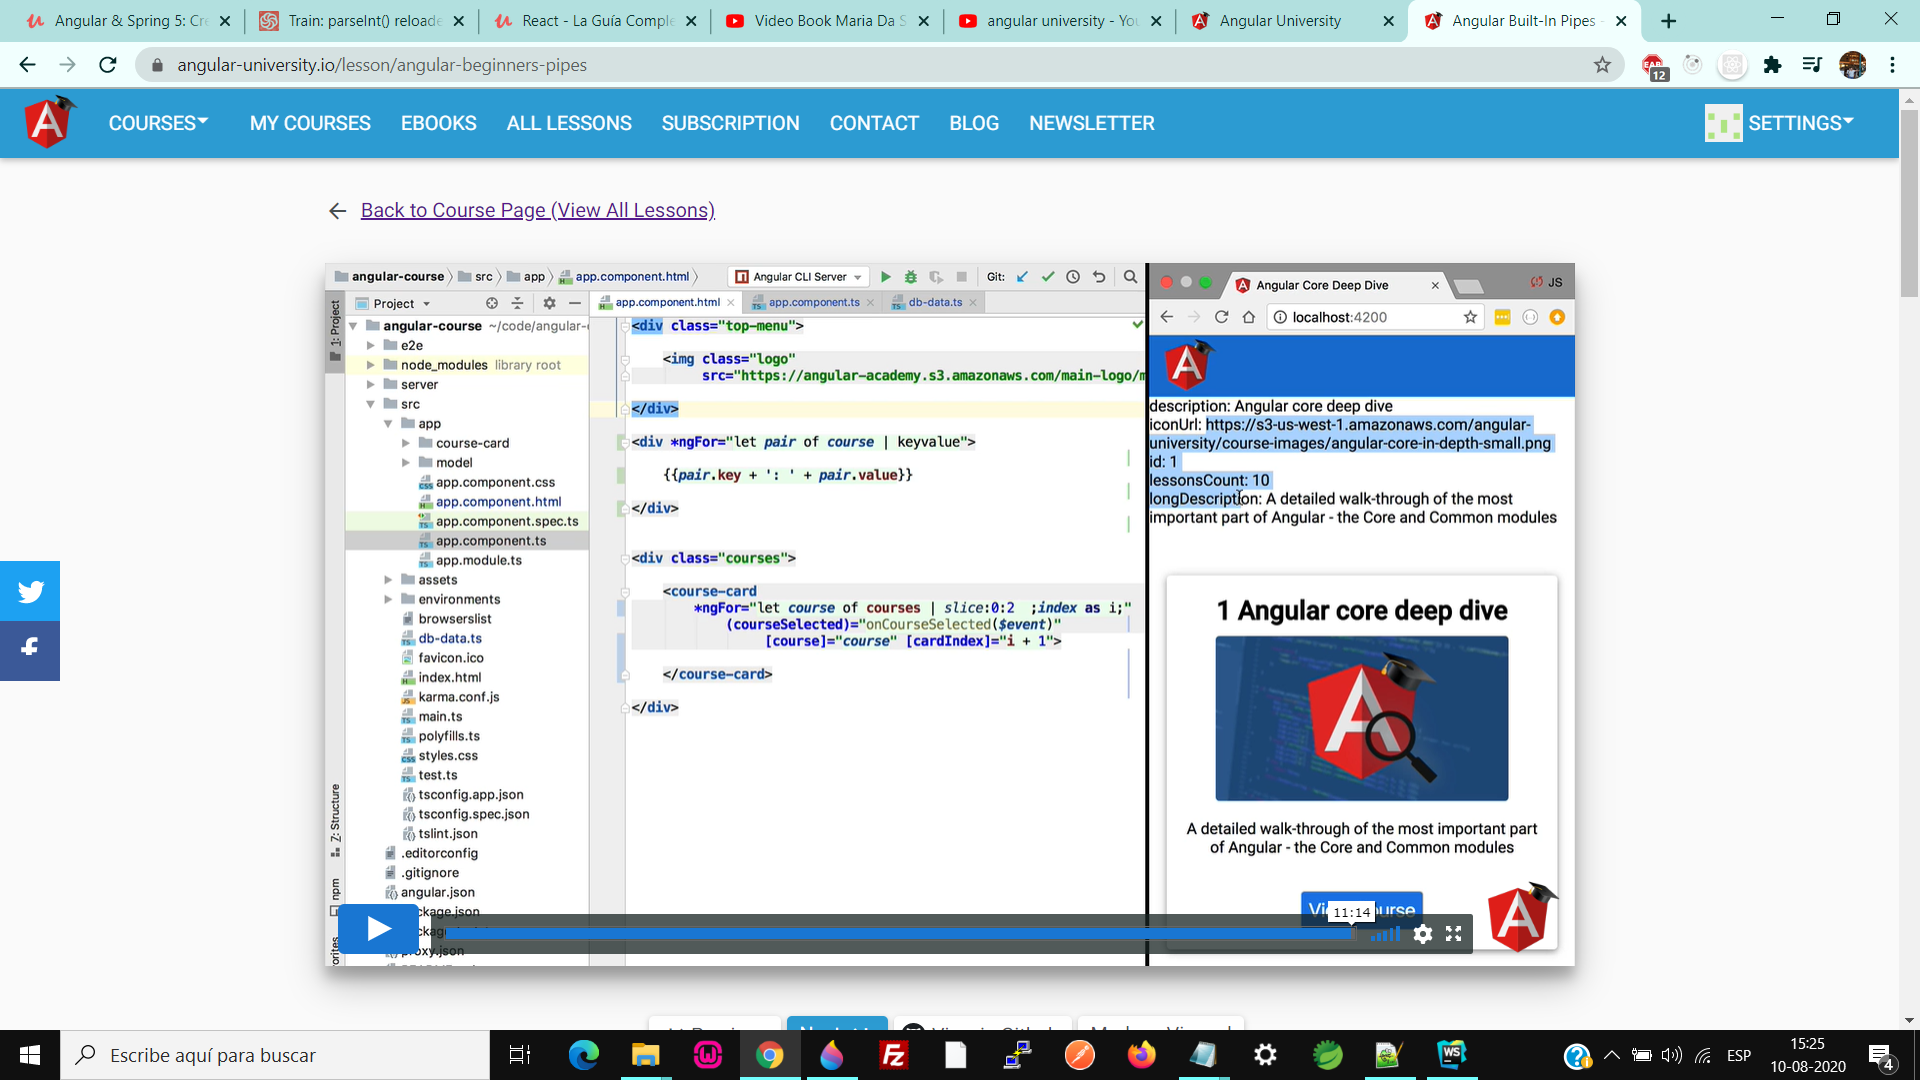 Angular & Spring 5: Cre
Train: parseInt() reloade
React - La Guía Comple
Video Book Maria Da S
angular university - You
Angular University
Angular Built-In Pipes -
angular-university.io/lesson/angular-beginners-pipes
12
COURSES
MY COURSES
EBOOKS
ALL LESSONS
SUBSCRIPTION
CONTACT
BLOG
NEWSLETTER
SETTINGS
Back to Course Page (View All Lessons)
angular-course
src
app
app.component.html
Angular CLI Server
Git:
Angular Core Deep Dive
JS
Project
app.component.html
app.component.ts
db-data.ts
localhost:4200
1: Project
angular-course ~/code/angular-
e2e
node_modules library root
server
src
app
course-card
model
app.component.css
app.component.html
app.component.spec.ts
app.component.ts
app.module.ts
assets
environments
browserslist
db-data.ts
favicon.ico
index.html
karma.conf.js
main.ts
polyfills.ts
styles.css
test.ts
tsconfig.app.json
tsconfig.spec.json
tslint.json
.editorconfig
.gitignore
angular.json
ckage.json
proxy.json
Z: Structure
npm
<div class="top-menu">
<img class="logo"
src="https://angular-academy.s3.amazonaws.com/main-logo/m
</div>
<div *ngFor="let pair of course | keyvalue">
{{pair.key + ': ' + pair.value}}
</div>
<div class="courses">
<course-card
*ngFor="let course of courses | slice:0:2 ;index as i;"
(courseSelected)="onCourseSelected($event)"
[course]="course" [cardIndex]="i + 1">
</course-card>
</div>
description: Angular core deep dive
iconUrl: https://s3-us-west-1.amazonaws.com/angular-
university/course-images/angular-core-in-depth-small.png
id: 1
lessonsCount: 10
longDescription: A detailed walk-through of the most
important part of Angular - the Core and Common modules
1 Angular core deep dive
A detailed walk-through of the most important part
of Angular - the Core and Common modules
11:14
Escribe aquí para buscar
ESP
15:25
10-08-2020
4